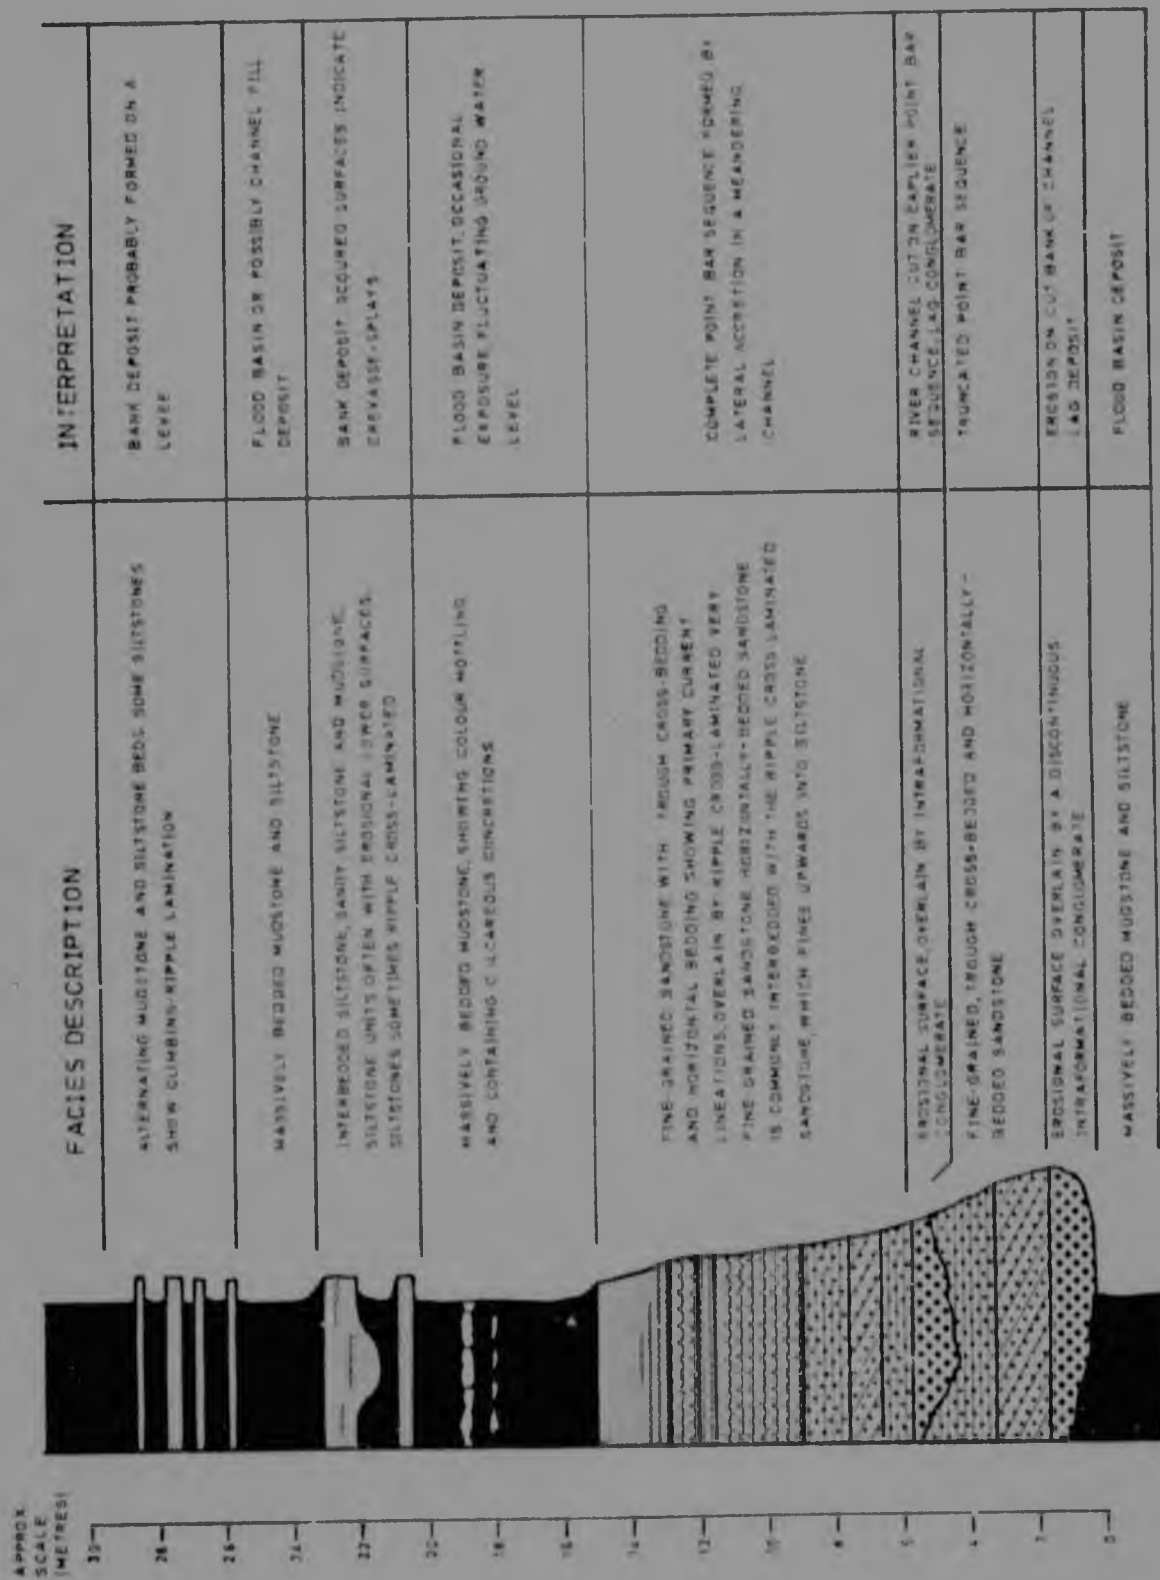 APPROX
SCALE
(METRES)
FACIES DESCRIPTION
INTERPRETATION
30
ALTERNATING MUDSTONE AND SILTSTONE BEDS. SOME SILTSTONES
SHOW CLIMBING-RIPPLE LAMINATION
BANK DEPOSIT PROBABLY FORMED ON A
LEVEE
28
26
MASSIVELY BEDDED MUDSTONE AND SILTSTONE
FLOOD BASIN OR POSSIBLY CHANNEL FILL
DEPOSIT
24
INTERBEDDED SILTSTONE, SANDY SILTSTONE AND MUDSTONE.
SILTSTONE UNITS OFTEN WITH EROSIONAL LOWER SURFACES.
SILTSTONES SOMETIMES RIPPLE CROSS-LAMINATED
BANK DEPOSIT SCOURED SURFACES INDICATE
CREVASSE-SPLAYS
22
20
MASSIVELY BEDDED MUDSTONE, SHOWING COLOUR MOTTLING
AND CONTAINING CALCAREOUS CONCRETIONS
FLOOD BASIN DEPOSIT, OCCASIONAL
EXPOSURE FLUCTUATING GROUND WATER
LEVEL
18
16
14
FINE-GRAINED SANDSTONE WITH TROUGH CROSS-BEDDING
AND HORIZONTAL BEDDING SHOWING PRIMARY CURRENT
LINEATIONS, OVERLAIN BY RIPPLE CROSS-LAMINATED VERY
FINE GRAINED SANDSTONE HORIZONTALLY-BEDDED SANDSTONE
IS COMMONLY INTERBEDDED WITH THE RIPPLE CROSS LAMINATED
SANDSTONE, WHICH FINES UPWARDS INTO SILTSTONE
COMPLETE POINT BAR SEQUENCE FORMED BY
LATERAL ACCRETION IN A MEANDERING
CHANNEL
12
10
8
6
EROSIONAL SURFACE, OVERLAIN BY INTRAFORMATIONAL
CONGLOMERATE
RIVER CHANNEL CUT ON EARLIER POINT BAR
SEQUENCE, LAG CONGLOMERATE
4
FINE-GRAINED, TROUGH CROSS-BEDDED AND HORIZONTALLY-
BEDDED SANDSTONE
TRUNCATED POINT BAR SEQUENCE
2
EROSIONAL SURFACE OVERLAIN BY A DISCONTINUOUS
INTRAFORMATIONAL CONGLOMERATE
EROSION ON CUT BANK OF CHANNEL
LAG DEPOSIT
0
MASSIVELY BEDDED MUDSTONE AND SILTSTONE
FLOOD BASIN DEPOSIT